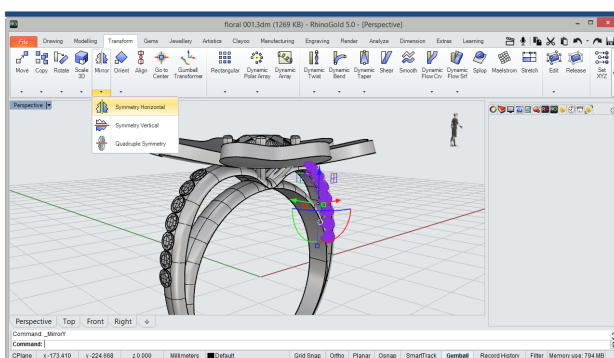 floral 001.3dm (1269 KB) - RhinoGold 5.0 - [Perspective]
File Drawing Modelling Transform Gems Jewellery Artistics Clayoo Manufacturing Engraving Render Analyze Dimension Extras Learning
Move Copy Rotate Scale 3D Mirror Orient Align Go to Center Gumball Transformer Rectangular Dynamic Polar Array Dynamic Array Dynamic Twist Dynamic Bend Dynamic Taper Shear Smooth Dynamic Flow Crv Dynamic Flow Srf Splop Maelstrom Stretch Edit Release Set XYZ
Perspective
Symmetry Horizontal
Symmetry Vertical
Quadruple Symmetry
Perspective Top Front Right
Command: _MirrorY
Command:
CPlane x -173.410 y -224.668 z 0.000 Millimeters Default Grid Snap Ortho Planar Osnap SmartTrack Gumball Record History Filter Memory use: 794 MB